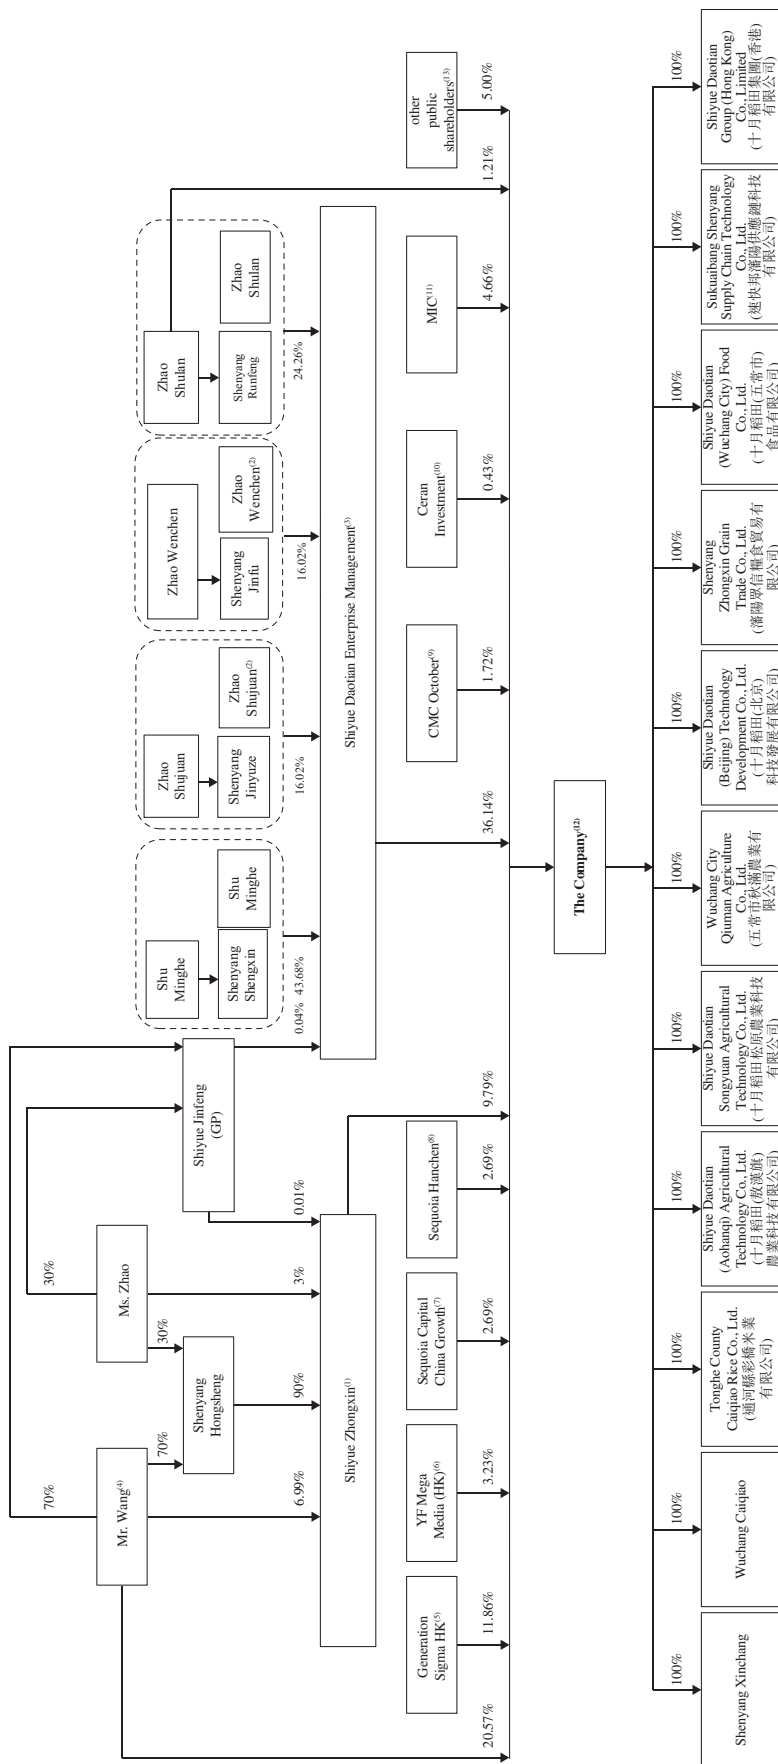 70%
30%
Mr. Wang(4)
Ms. Zhao
70%
30%
Shenyang
Hongsheng
Shiyue Jinfeng
(GP)
Shu
Minghe
Shenyang
Shengxin
Shu
Minghe
Zhao
Shujuan
Shenyang
Jinyuze
Zhao
Shujuan(2)
Zhao Wenchen
Shenyang
Jinfu
Zhao
Wenchen(2)
Zhao
Shulan
Shenyang
Runfeng
Zhao
Shulan
6.99%
90%
3%
0.01%
0.04%
43.68%
16.02%
16.02%
24.26%
Shiyue Zhongxin(1)
Shiyue Daotian Enterprise Management(3)
Generation
Sigma HK(5)
YF Mega
Media (HK)(6)
Sequoia Capital
China Growth(7)
Sequoia Hanchen(8)
CMC October(9)
Ceran
Investment(10)
MIC(11)
other
public
shareholders(13)
20.57%
11.86%
3.23%
2.69%
2.69%
9.79%
36.14%
1.72%
0.43%
4.66%
1.21%
5.00%
The Company(12)
100%
100%
100%
100%
100%
100%
100%
100%
100%
100%
100%
Shenyang Xinchang
Wuchang Caiqiao
Tonghe County
Caiqiao Rice Co., Ltd.
(通河縣彩橋米業
有限公司)
Shiyue Daotian
(Aohanqi) Agricultural
Technology Co., Ltd.
(十月稻田(敖漢旗)
農業科技有限公司)
Shiyue Daotian
Songyuan Agricultural
Technology Co., Ltd.
(十月稻田松原農業科技
有限公司)
Wuchang City
Qiuman Agriculture
Co., Ltd.
(五常市秋滿農業有
限公司)
Shiyue Daotian
(Beijing) Technology
Development Co., Ltd.
(十月稻田(北京)
科技發展有限公司)
Shenyang
Zhongxin Grain
Trade Co., Ltd.
(瀋陽眾信糧食貿易有
限公司)
Shiyue Daotian
(Wuchang City) Food
Co., Ltd.
(十月稻田(五常市)
食品有限公司)
Sukuaibang Shenyang
Supply Chain Technology
Co., Ltd.
(速快邦瀋陽供應鏈科技
有限公司)
Shiyue Daotian
Group (Hong Kong)
Co., Limited
(十月稻田集團(香港)
有限公司)